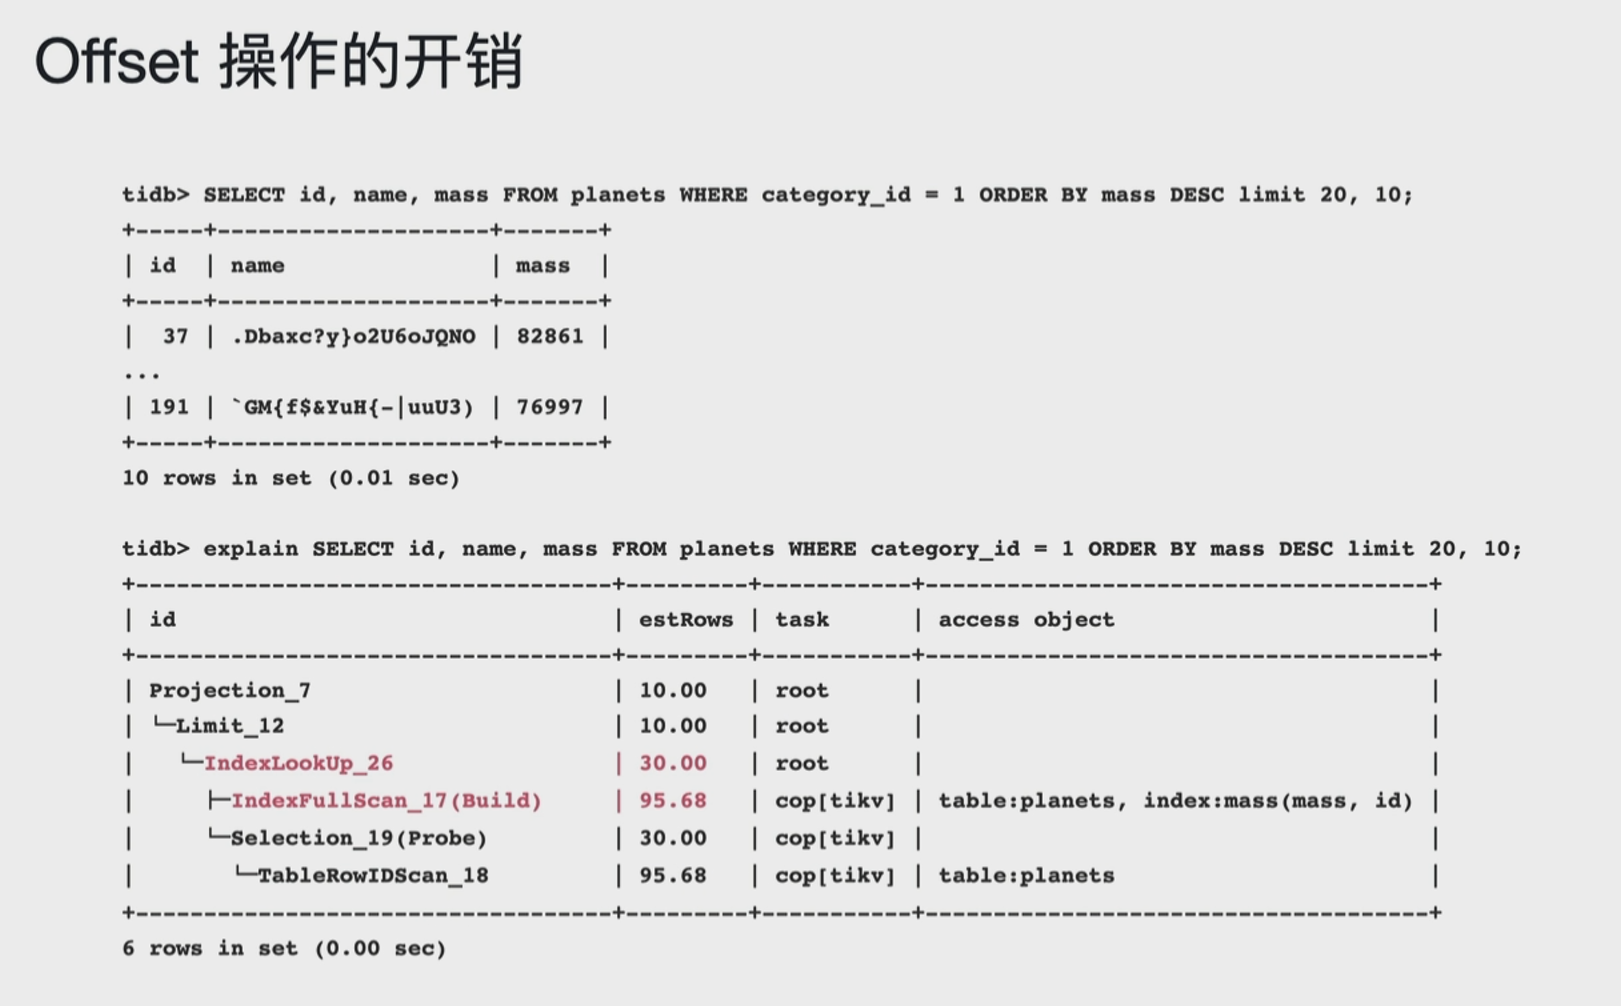 Offset 操作的开销
tidb> SELECT id, name, mass FROM planets WHERE category_id = 1 ORDER BY mass DESC limit 20, 10;
+-----+--------------------+-------+
| id  | name               | mass  |
+-----+--------------------+-------+
|  37 | .Dbaxc?y}o2U6oJQNO | 82861 |
...
| 191 | `GM{f$&YuH{-|uuU3) | 76997 |
+-----+--------------------+-------+
10 rows in set (0.01 sec)
tidb> explain SELECT id, name, mass FROM planets WHERE category_id = 1 ORDER BY mass DESC limit 20, 10;
+-----------------------------------+---------+-----------+-------------------------------------+
| id                                | estRows | task      | access object                       |
+-----------------------------------+---------+-----------+-------------------------------------+
| Projection_7                      | 10.00   | root      |                                     |
| └─Limit_12                        | 10.00   | root      |                                     |
|   └─IndexLookUp_26                | 30.00   | root      |                                     |
|     ├─IndexFullScan_17(Build)     | 95.68   | cop[tikv] | table:planets, index:mass(mass, id) |
|     └─Selection_19(Probe)         | 30.00   | cop[tikv] |                                     |
|       └─TableRowIDScan_18         | 95.68   | cop[tikv] | table:planets                       |
+-----------------------------------+---------+-----------+-------------------------------------+
6 rows in set (0.00 sec)